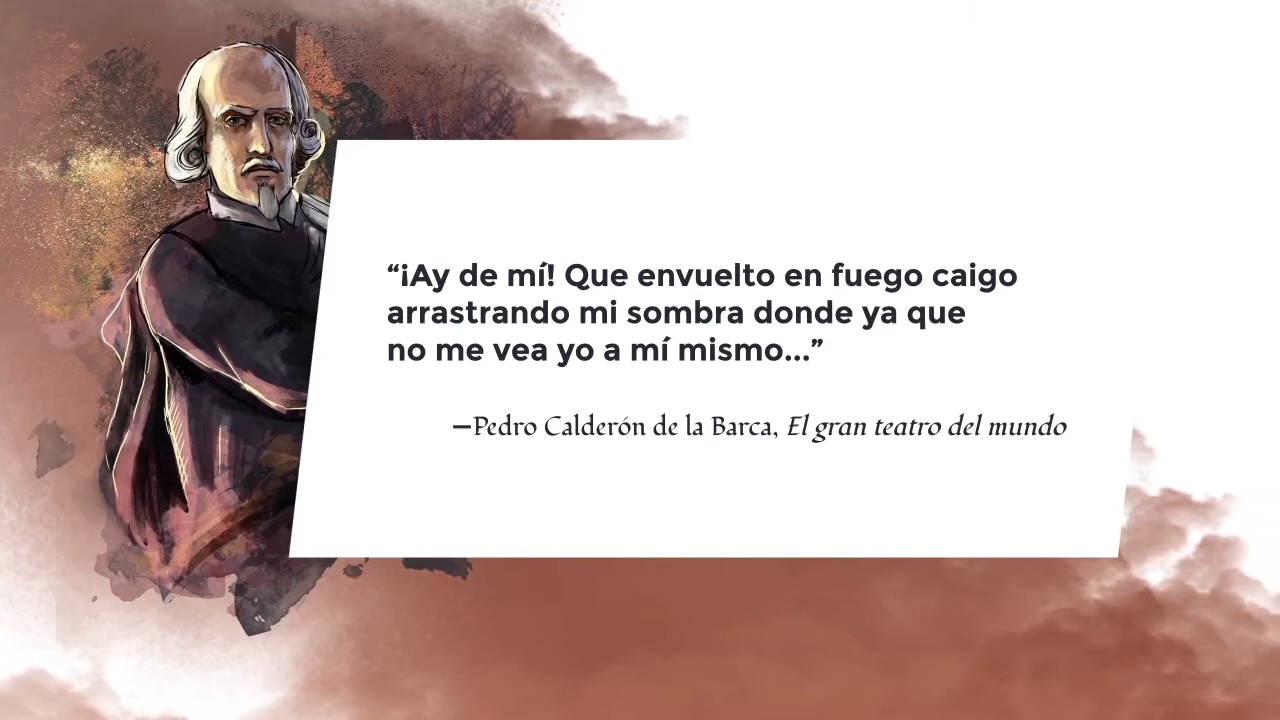 “¡Ay de mí! Que envuelto en fuego caigo
arrastrando mi sombra donde ya que
no me vea yo a mí mismo...”
—Pedro Calderón de la Barca, El gran teatro del mundo